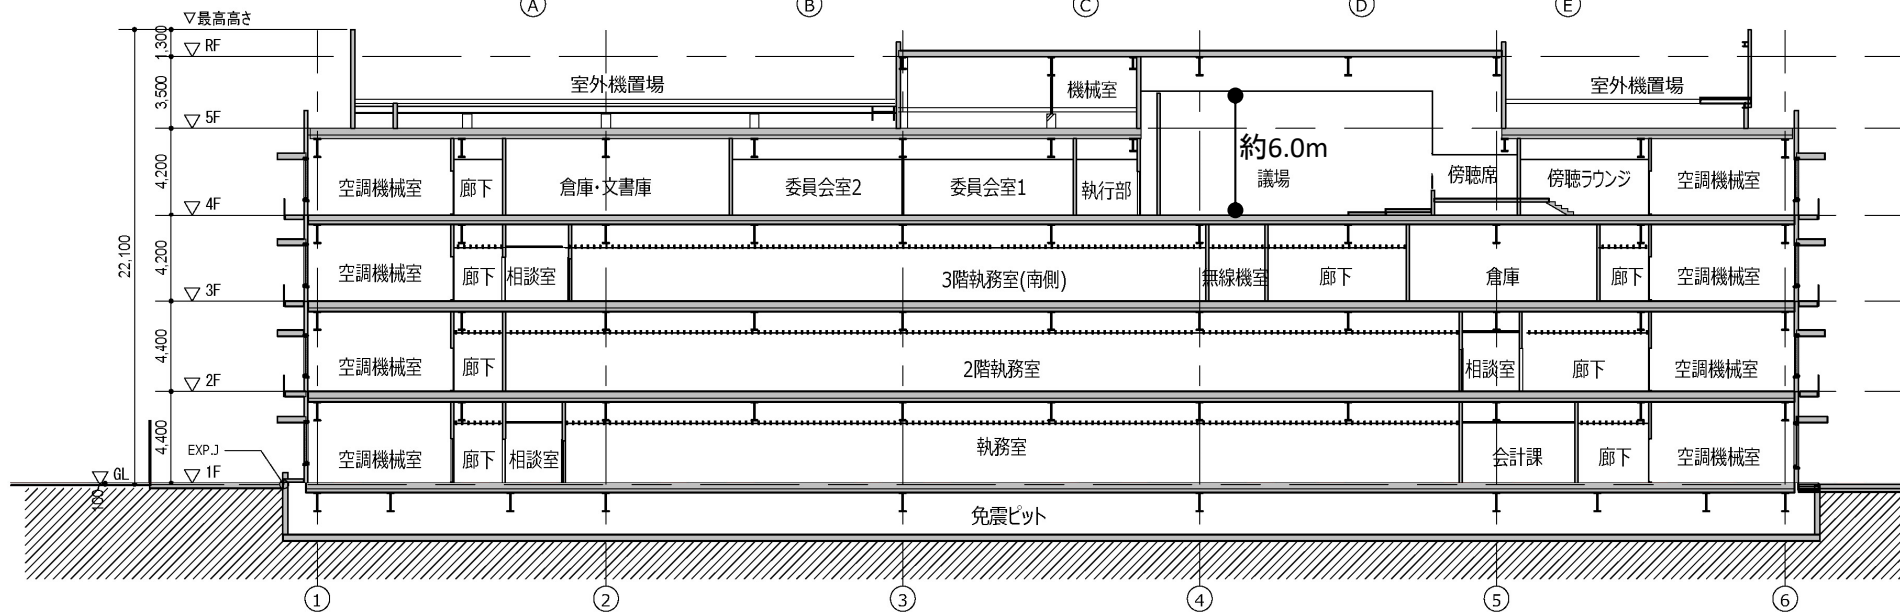 A B C D E
▽最高高さ
1,300
▽ RF
3,500
室外機置場
機械室
室外機置場
▽ 5F
4,200
約6.0m
空調機械室 廊下 倉庫・文書庫 委員会室2 委員会室1 執行部 議場 傍聴席 傍聴ラウンジ 空調機械室
▽ 4F
22,100
4,200
空調機械室 廊下 相談室 3階執務室(南側) 無線機室 廊下 倉庫 廊下 空調機械室
▽ 3F
4,400
空調機械室 廊下 2階執務室 相談室 廊下 空調機械室
▽ 2F
4,400
EXP.J
空調機械室 廊下 相談室 執務室 会計課 廊下 空調機械室
▽ GL
▽ 1F
100
免震ピット
1 2 3 4 5 6